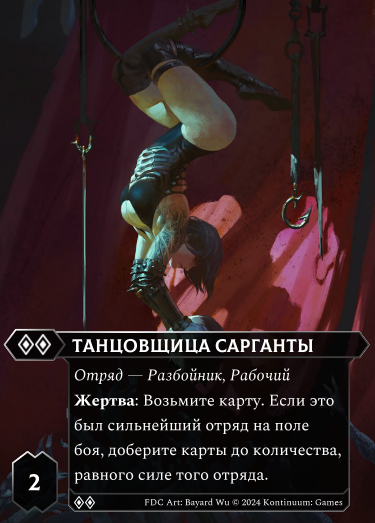 ТАНЦОВЩИЦА САРГАНТЫ
Отряд — Разбойник, Рабочий
Жертва: Возьмите карту. Если это
был сильнейший отряд на поле
боя, доберите карты до количества,
равного силе того отряда.
2
FDC Art: Bayard Wu © 2024 Kontinuum: Games